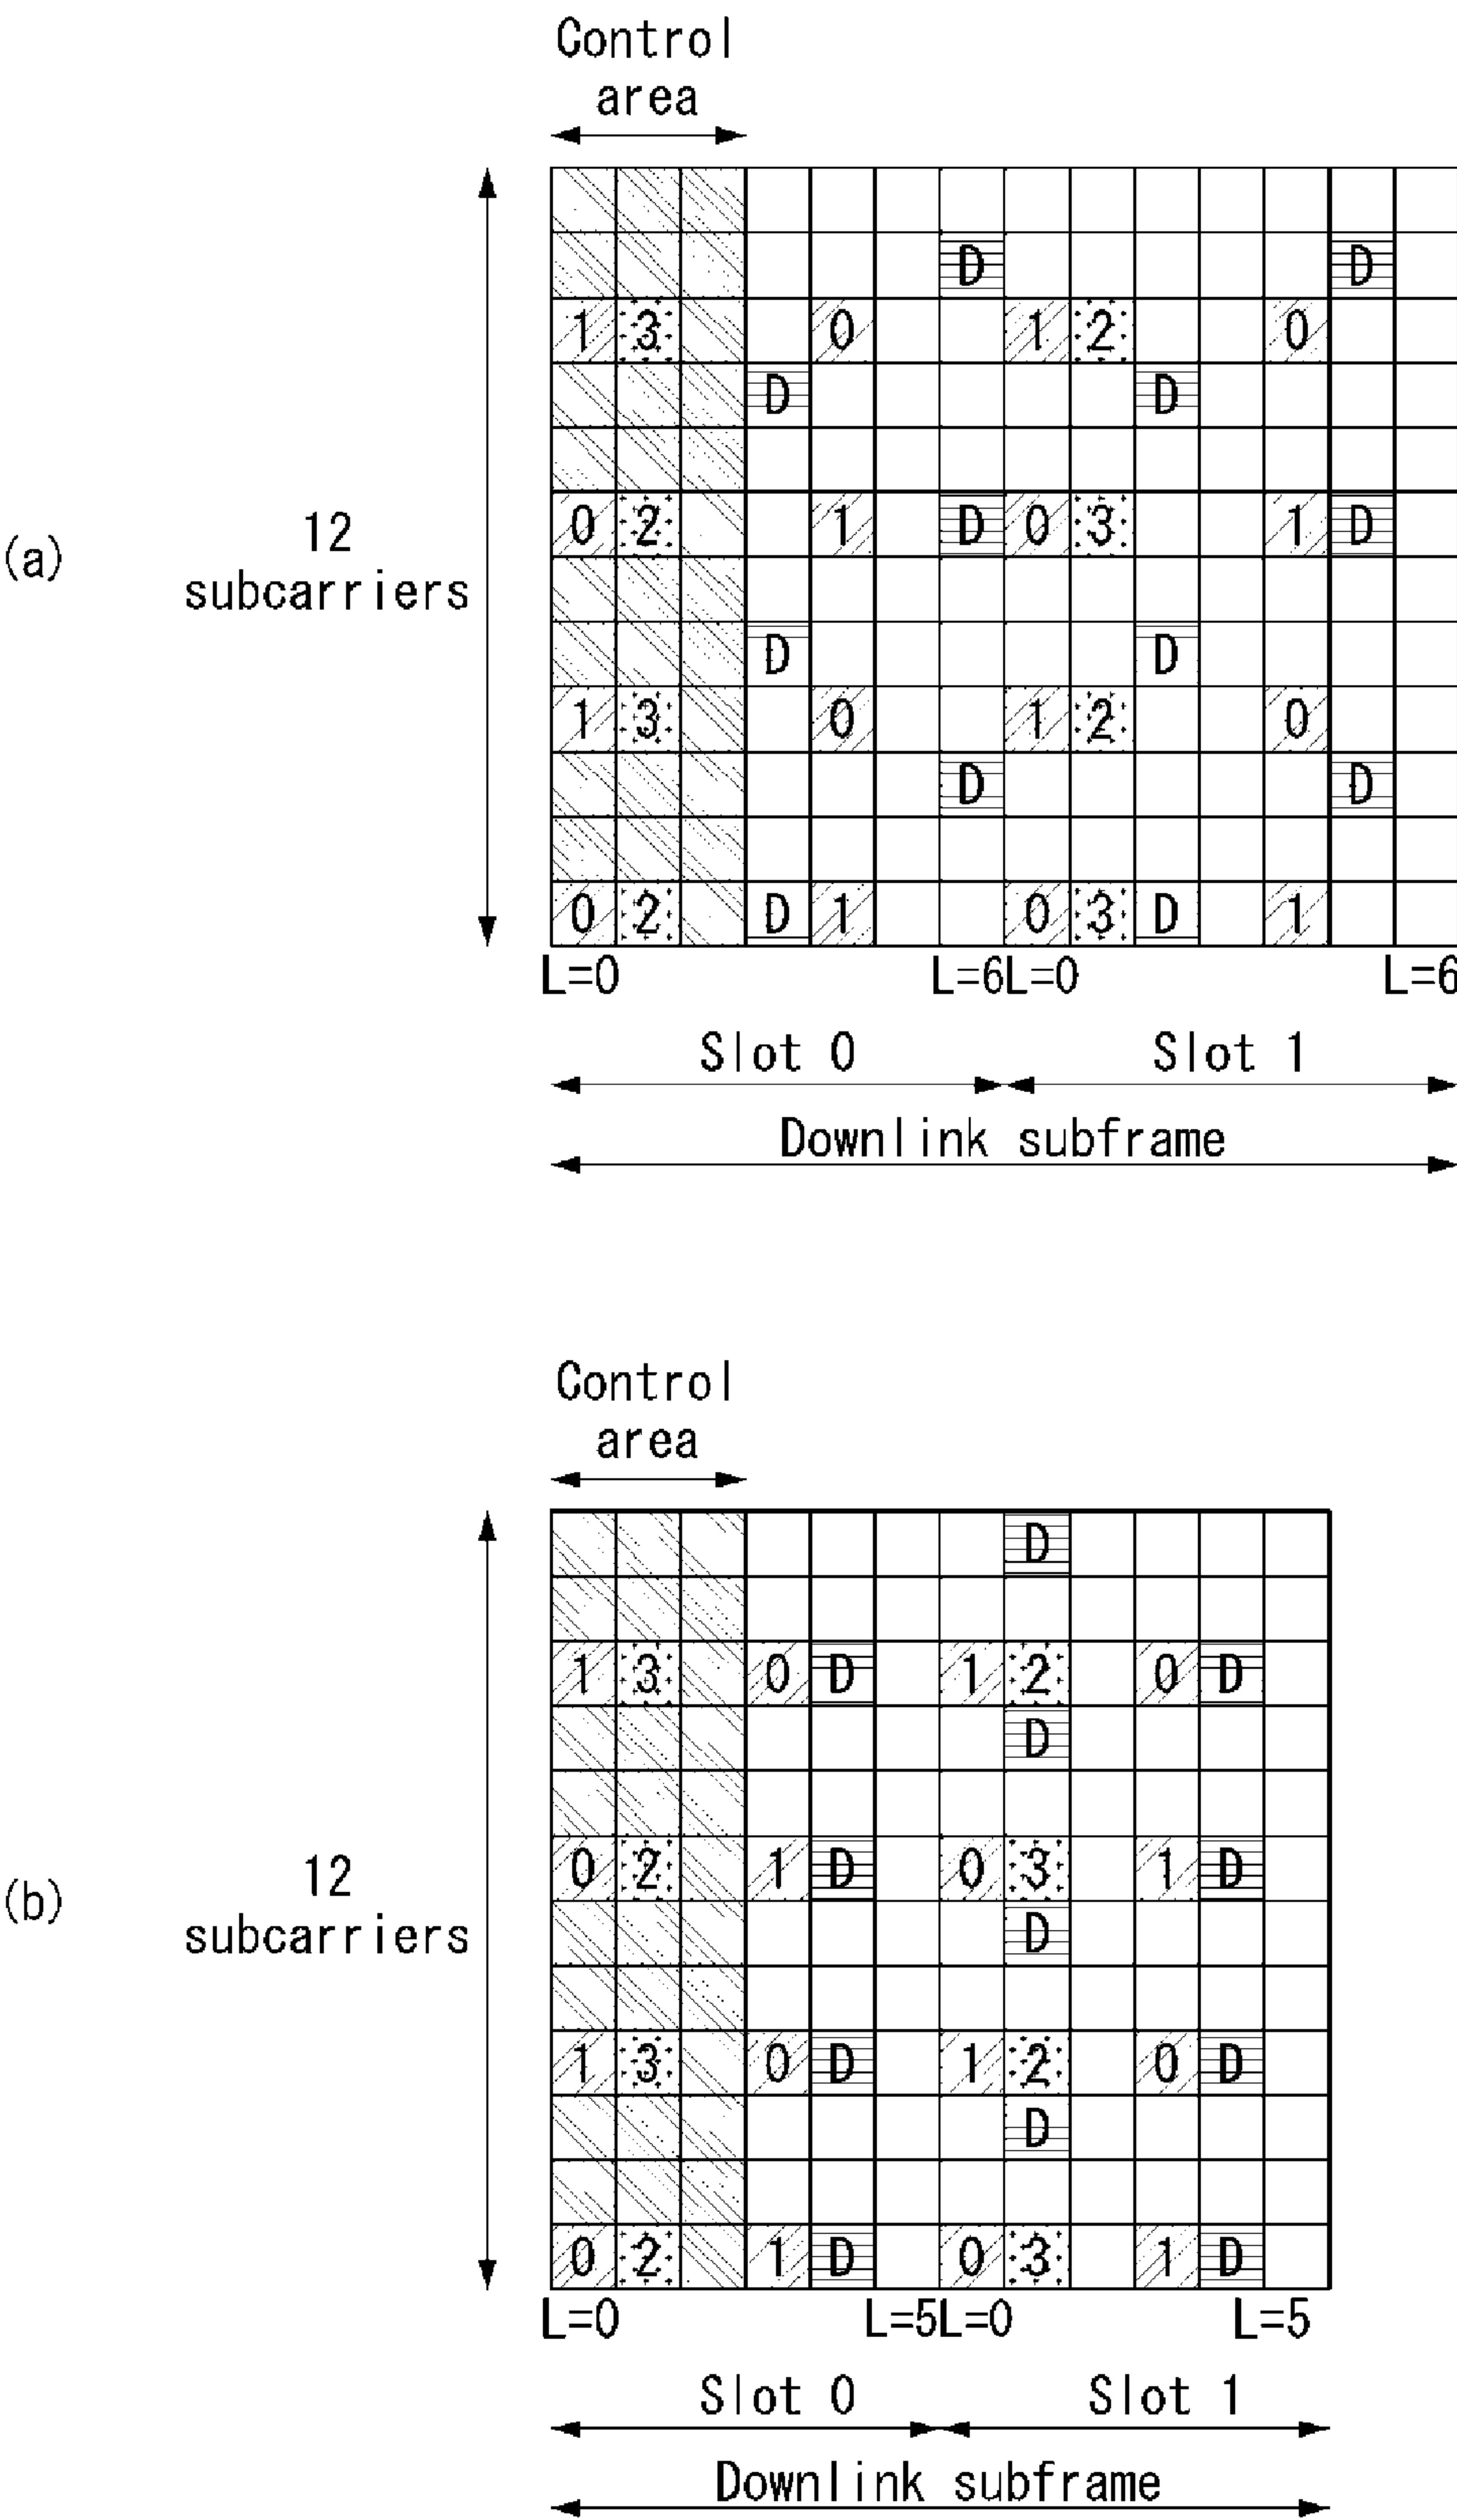 Control
area
D D
1 3 0 1 2 0
D D
(a)
12
subcarriers
0 2 1 D 0 3 1 D
D D
1 3 0 1 2 0
D D
0 2 D 1 0 3 D 1
L=0 L=6 L=0 L=6
Slot 0 Slot 1
Downlink subframe
Control
area
D
1 3 0 D 1 2 0 D
D
(b)
12
subcarriers
0 2 1 D 0 3 1 D
D
1 3 0 D 1 2 0 D
D
0 2 1 D 0 3 1 D
L=0 L=5 L=0 L=5
Slot 0 Slot 1
Downlink subframe